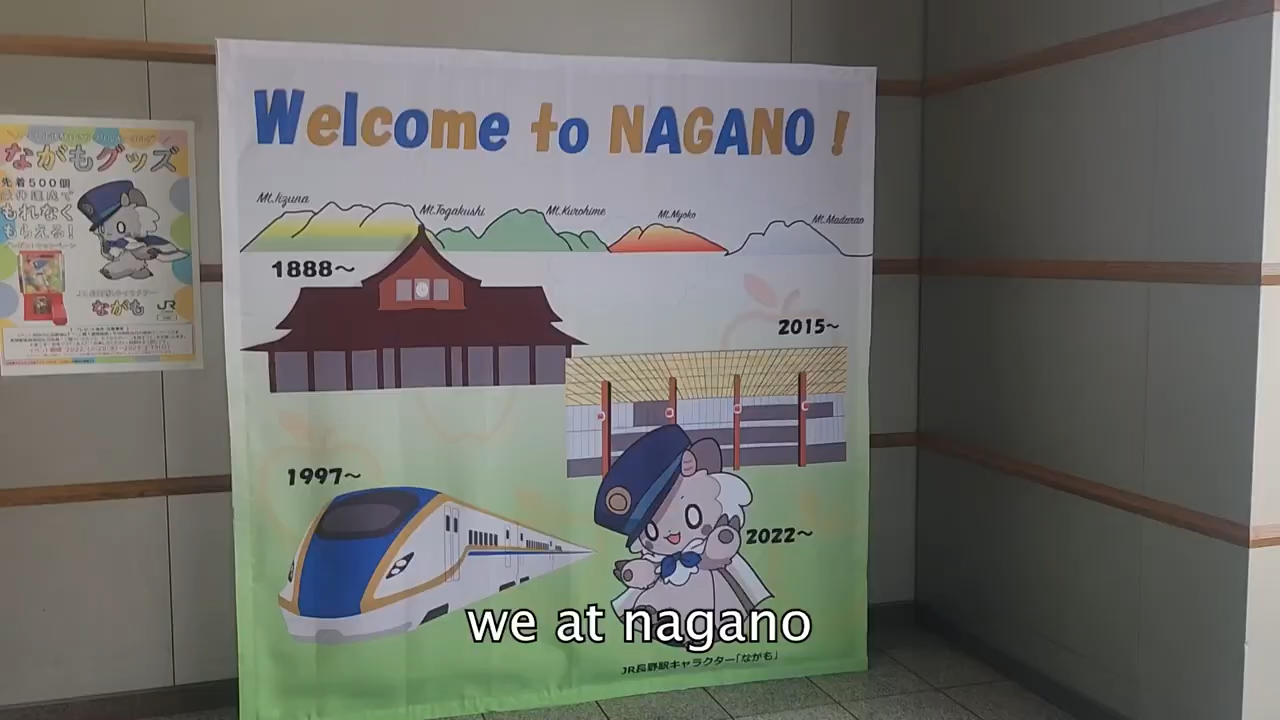 Welcome to NAGANO !
Mt.Iizuna
Mt.Togakushi
Mt.Kurohime
Mt.Myoko
Mt.Madarao
1888～
2015～
1997～
2022～
JR長野駅キャラクター「ながも」
ながもグッズ
先着500個
もれなく
もらえる!
ながも
JR
we at nagano